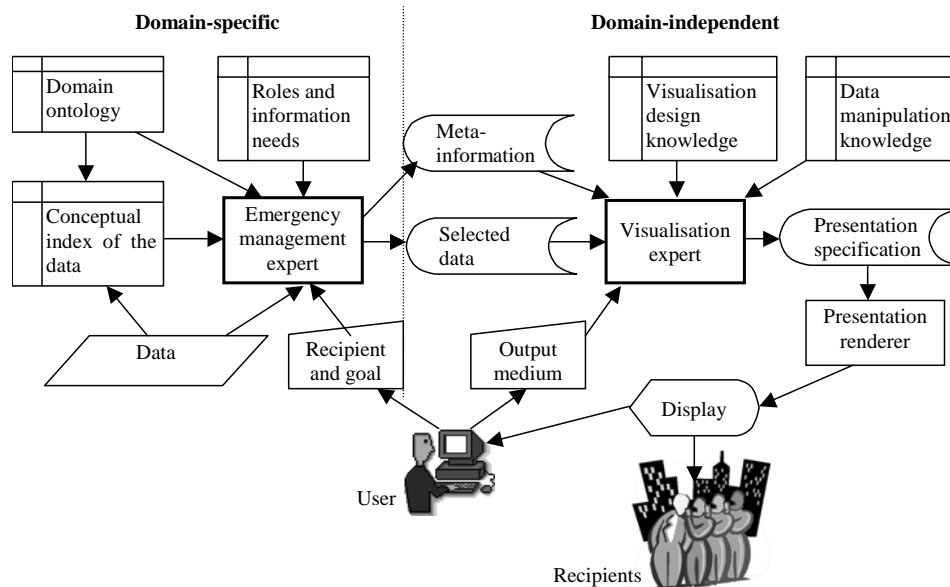 Domain-specific
Domain-independent
Domain
ontology
Roles and
information
needs
Meta-
information
Visualisation
design
knowledge
Data
manipulation
knowledge
Conceptual
index of the
data
Emergency
management
expert
Selected
data
Visualisation
expert
Presentation
specification
Data
Recipient
and goal
Output
medium
Presentation
renderer
Display
User
Recipients